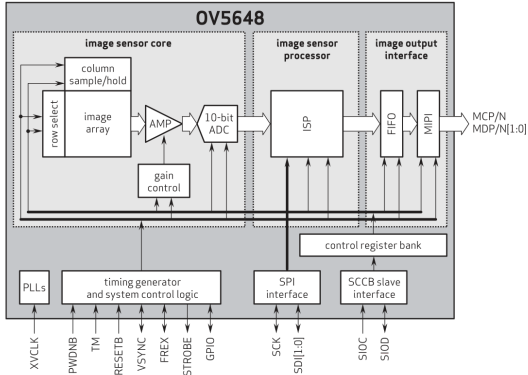 OV5648
image sensor core
image sensor
processor
image output
interface
column
sample/hold
row select
image
array
AMP
10-bit
ADC
gain
control
ISP
FIFO
MIPI
MCP/N
MDP/N[1:0]
control register bank
PLLs
timing generator
and system control logic
SPI
interface
SCCB slave
interface
XVCLK
PWDNB
TM
RESETB
VSYNC
FREX
STROBE
GPIO
SCK
SDI[1:0]
SIOC
SIOD